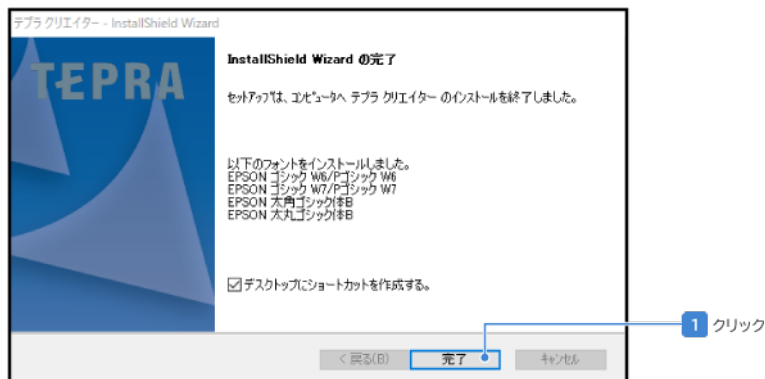 テプラ クリエイター - InstallShield Wizard
TEPRA
InstallShield Wizard の完了
セットアップは、コンピュータへ テプラ クリエイター のインストールを終了しました。
以下のフォントをインストールしました。
EPSON ゴシック W6/Pゴシック W6
EPSON ゴシック W7/Pゴシック W7
EPSON 太角ゴシック体B
EPSON 太丸ゴシック体B
デスクトップにショートカットを作成する。
1 クリック
< 戻る(B) 完了 キャンセル